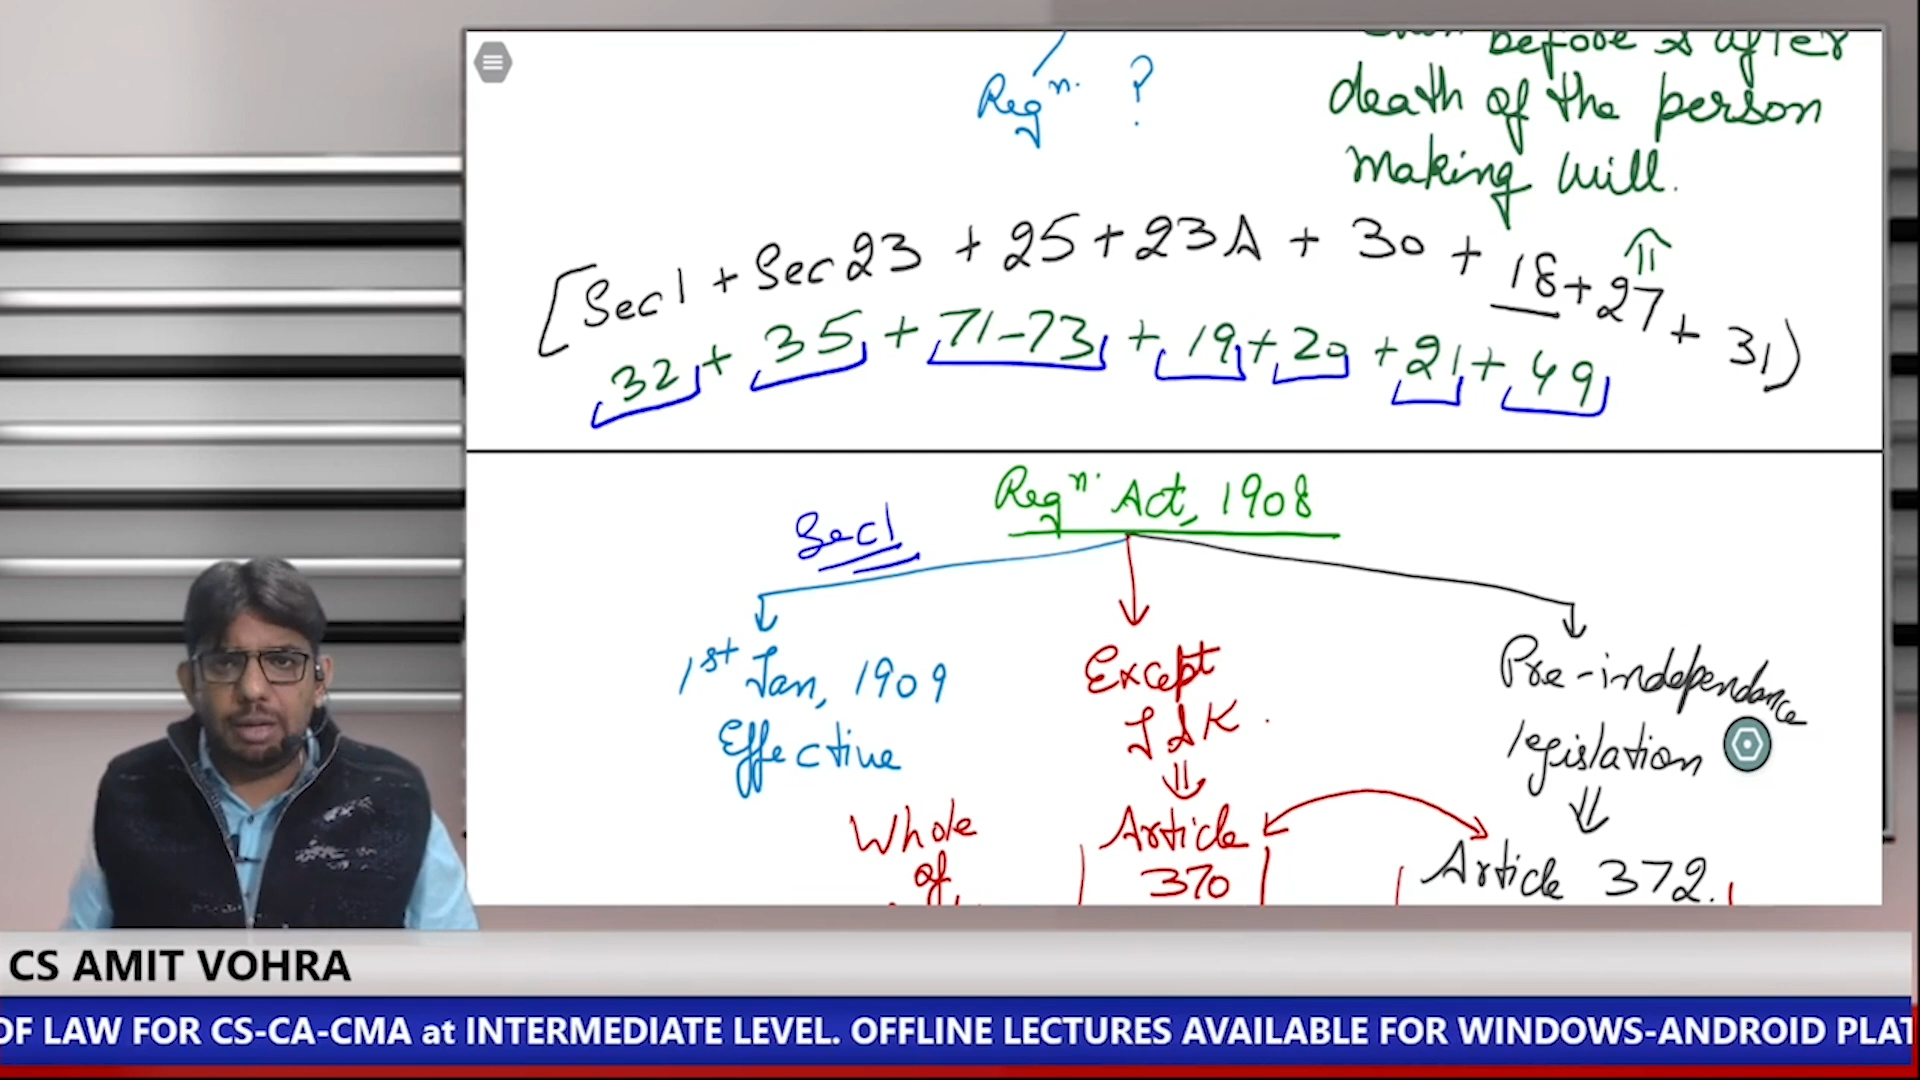 before & after
death of the person
making will.
Regn. ?
[Sec 1 + Sec 23 + 25 + 23A + 30 + 18 + 27 + 31)
32 + 35 + 71-73 + 19 + 20 + 21 + 49
Regn. Act, 1908
Sec 1
1st Jan, 1909
Effective
Except
J&K.
Pre-independance
legislation
Whole
of
Article
370
Article 372.
CS AMIT VOHRA
OF LAW FOR CS-CA-CMA at INTERMEDIATE LEVEL. OFFLINE LECTURES AVAILABLE FOR WINDOWS-ANDROID PLAT